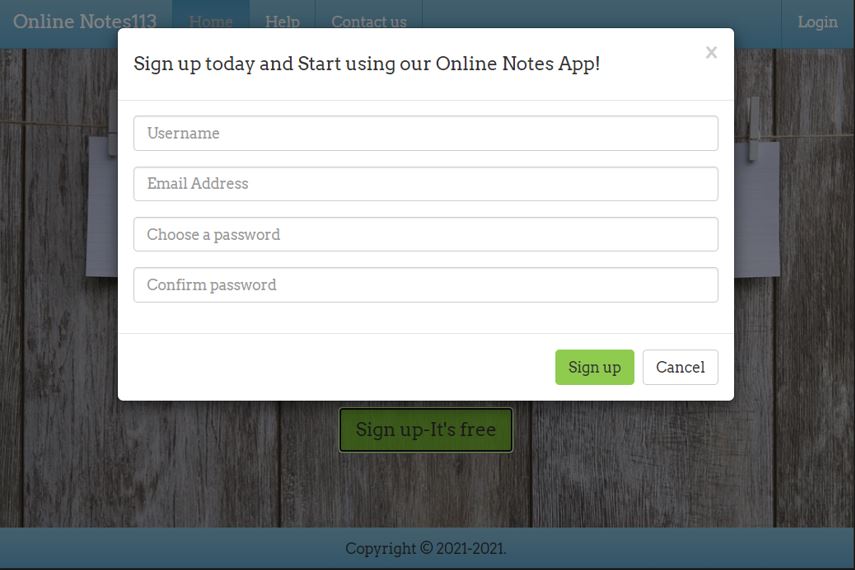 Online Notes113 Home Help Contact us Login
Sign up today and Start using our Online Notes App! x
Username
Email Address
Choose a password
Confirm password
Sign up Cancel
Sign up-It's free
Copyright © 2021-2021.